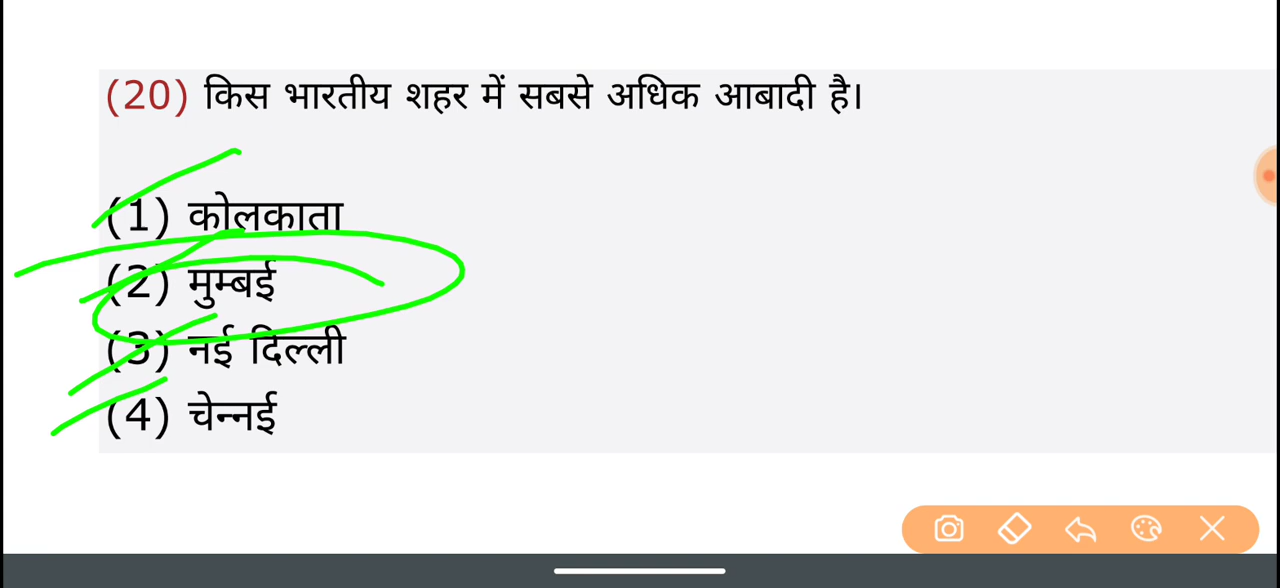 (20) किस भारतीय शहर में सबसे अधिक आबादी है।
(1) कोलकाता
(2) मुम्बई
(3) नई दिल्ली
(4) चेन्नई